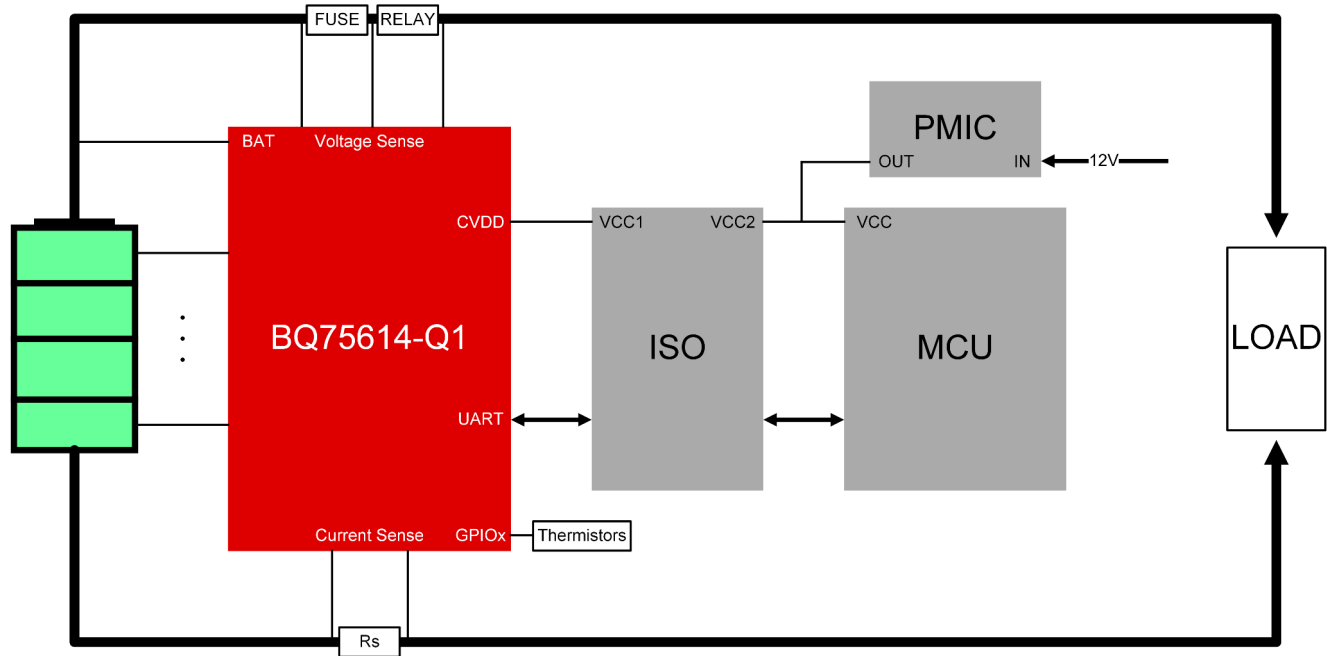 FUSE
RELAY
BAT
Voltage Sense
PMIC
OUT
IN
12V
CVDD
VCC1
VCC2
VCC
BQ75614-Q1
ISO
MCU
LOAD
UART
Current Sense
GPIOx
Thermistors
Rs